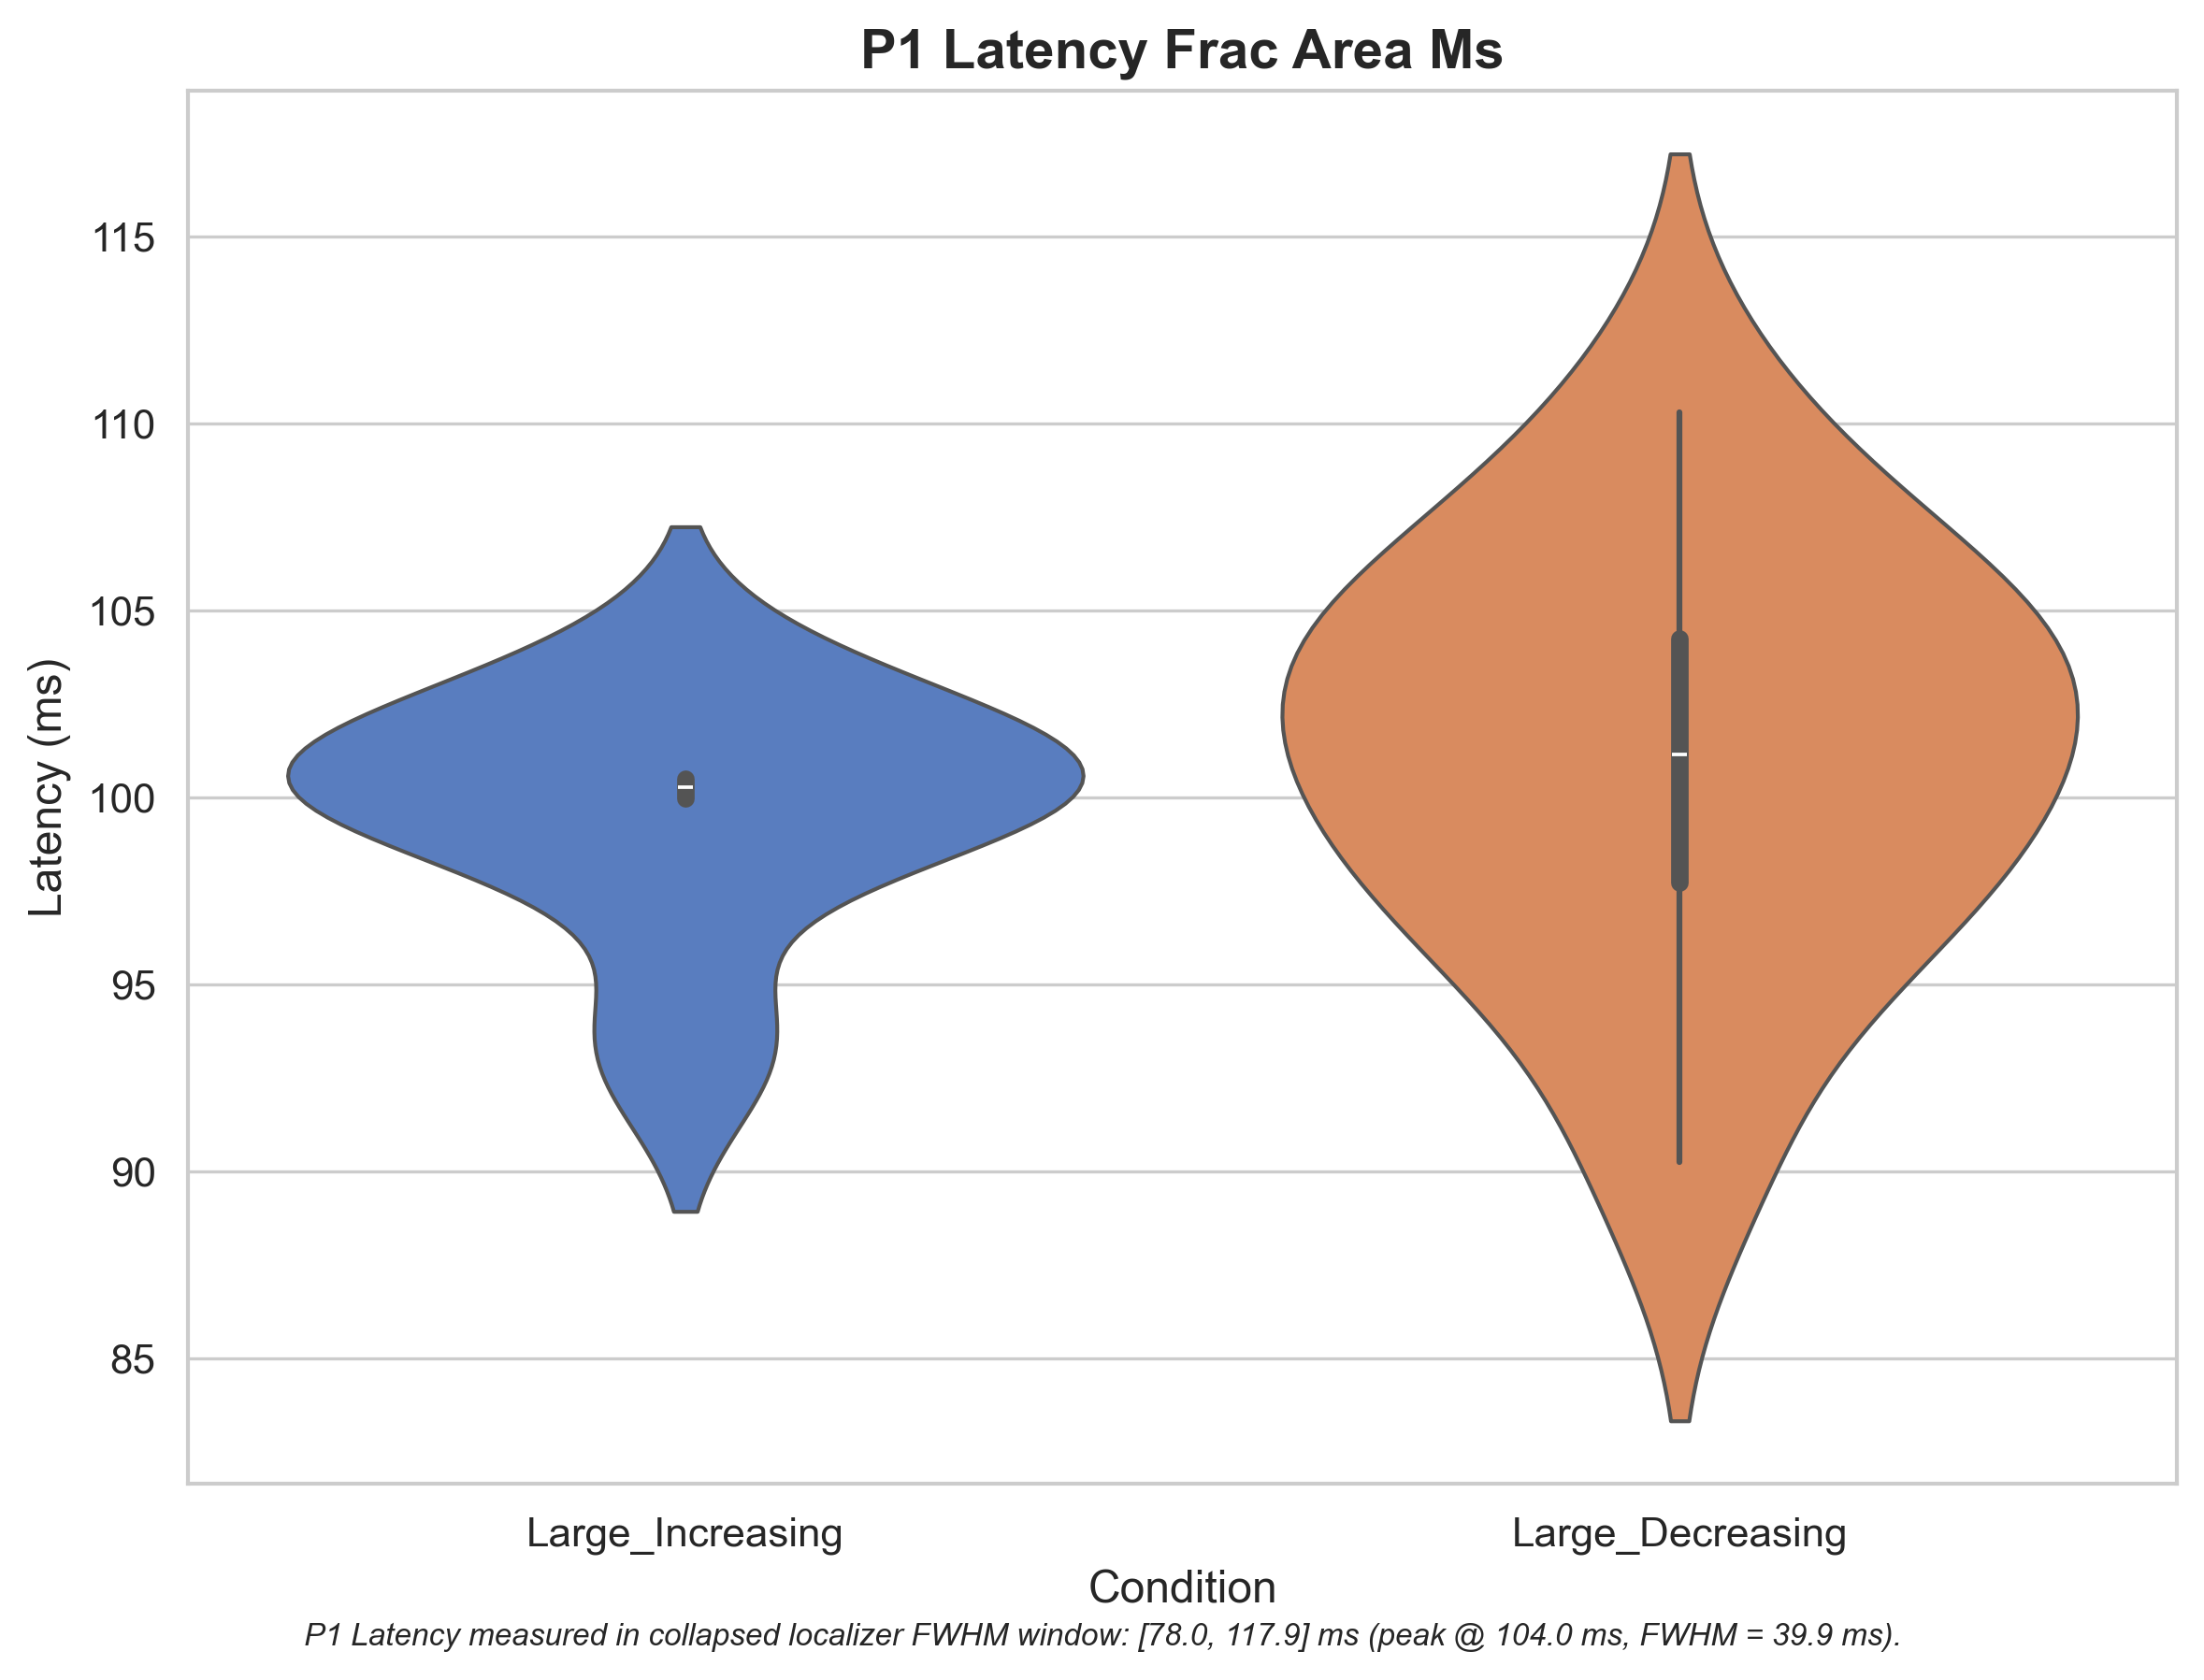 P1 Latency Frac Area Ms
Latency (ms)
115
110
105
100
95
90
85
Large_Increasing
Large_Decreasing
Condition
P1 Latency measured in collapsed localizer FWHM window: [78.0, 117.9] ms (peak @ 104.0 ms, FWHM = 39.9 ms).